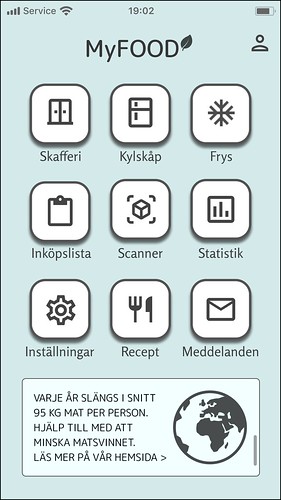 Service 19:02
MyFOOD
Skafferi Kylskåp Frys
Inköpslista Scanner Statistik
Inställningar Recept Meddelanden
VARJE ÅR SLÄNGS I SNITT
95 KG MAT PER PERSON.
HJÄLP TILL MED ATT
MINSKA MATSVINNET.
LÄS MER PÅ VÅR HEMSIDA >